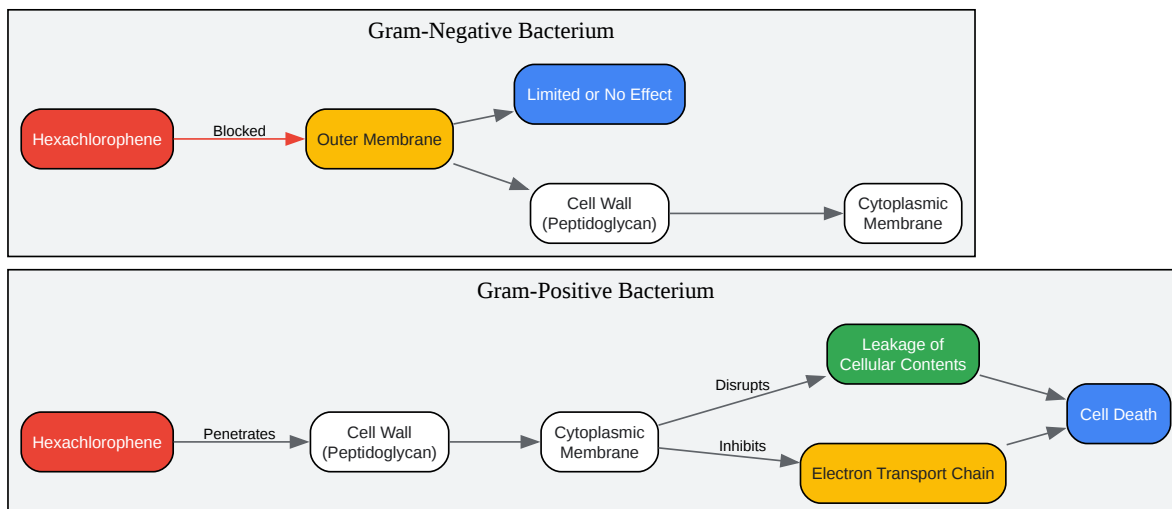 Gram-Negative Bacterium
Hexachlorophene
Blocked
Outer Membrane
Limited or No Effect
Cell Wall
(Peptidoglycan)
Cytoplasmic
Membrane
Gram-Positive Bacterium
Hexachlorophene
Penetrates
Cell Wall
(Peptidoglycan)
Cytoplasmic
Membrane
Disrupts
Leakage of
Cellular Contents
Inhibits
Electron Transport Chain
Cell Death